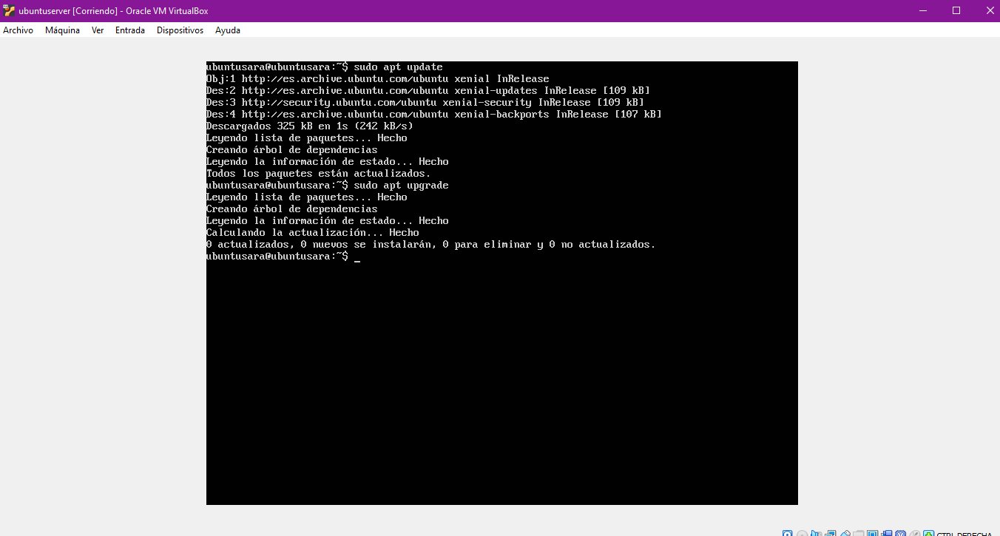 ubuntuserver [Corriendo] - Oracle VM VirtualBox
Archivo Máquina Ver Entrada Dispositivos Ayuda
ubuntusara@ubuntusara:~$ sudo apt update
Obj:1 http://es.archive.ubuntu.com/ubuntu xenial InRelease
Des:2 http://es.archive.ubuntu.com/ubuntu xenial-updates InRelease [109 kB]
Des:3 http://security.ubuntu.com/ubuntu xenial-security InRelease [109 kB]
Des:4 http://es.archive.ubuntu.com/ubuntu xenial-backports InRelease [107 kB]
Descargados 325 kB en 1s (242 kB/s)
Leyendo lista de paquetes... Hecho
Creando árbol de dependencias
Leyendo la información de estado... Hecho
Todos los paquetes están actualizados.
ubuntusara@ubuntusara:~$ sudo apt upgrade
Leyendo lista de paquetes... Hecho
Creando árbol de dependencias
Leyendo la información de estado... Hecho
Calculando la actualización... Hecho
0 actualizados, 0 nuevos se instalarán, 0 para eliminar y 0 no actualizados.
ubuntusara@ubuntusara:~$ _
CTRL DERECHA